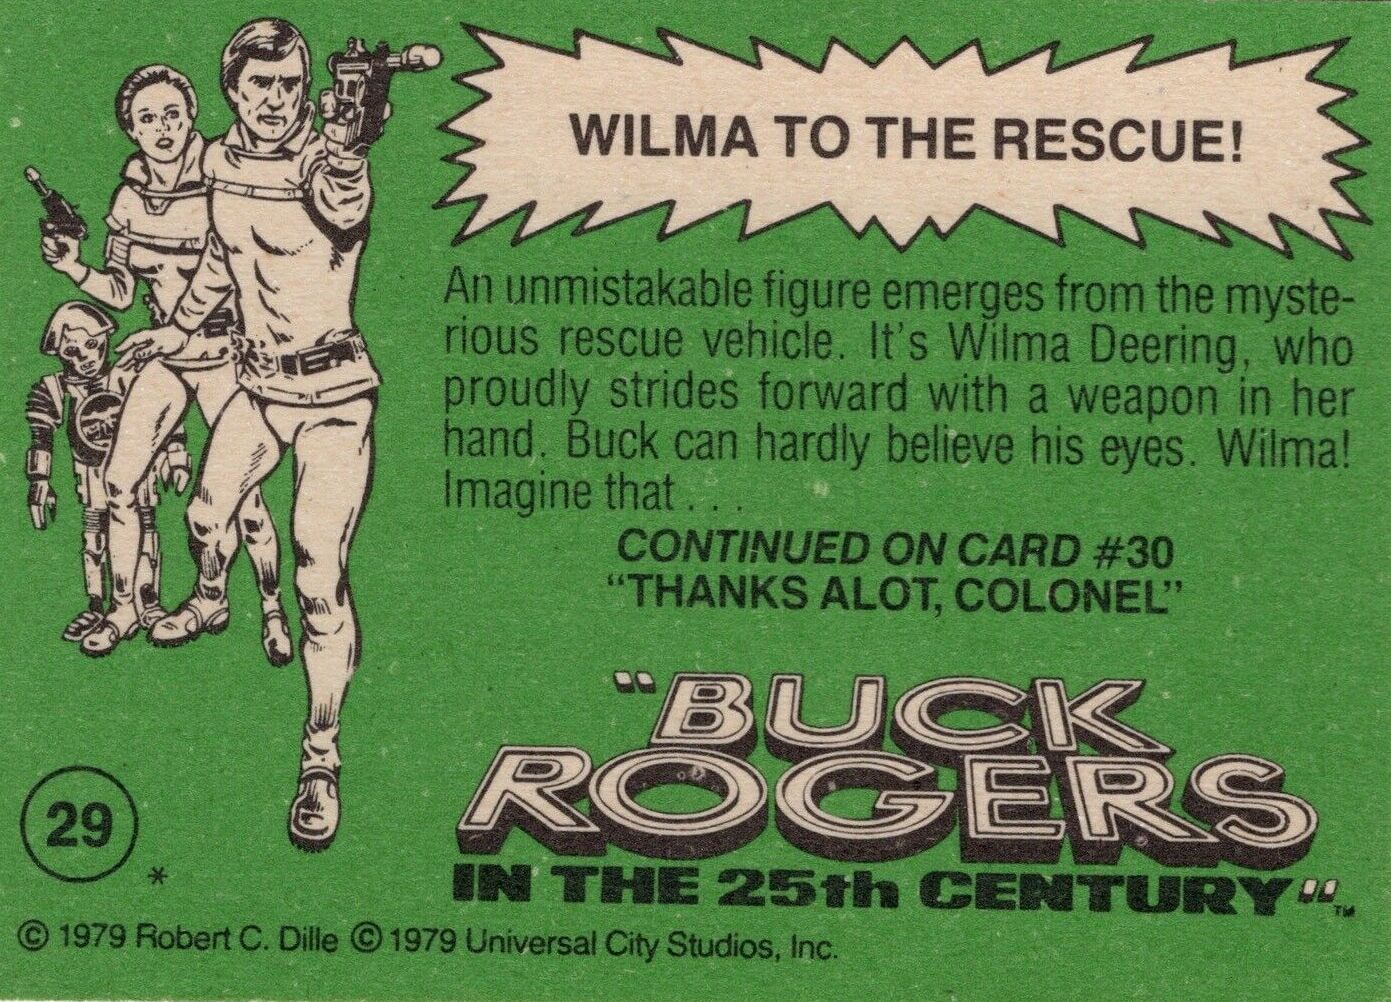 WILMA TO THE RESCUE!
An unmistakable figure emerges from the myste-
rious rescue vehicle. It's Wilma Deering, who
proudly strides forward with a weapon in her
hand. Buck can hardly believe his eyes. Wilma!
Imagine that . . .
CONTINUED ON CARD #30
"THANKS ALOT, COLONEL"
"BUCK
ROGERS
IN THE 25th CENTURY" TM
29
*
© 1979 Robert C. Dille © 1979 Universal City Studios, Inc.